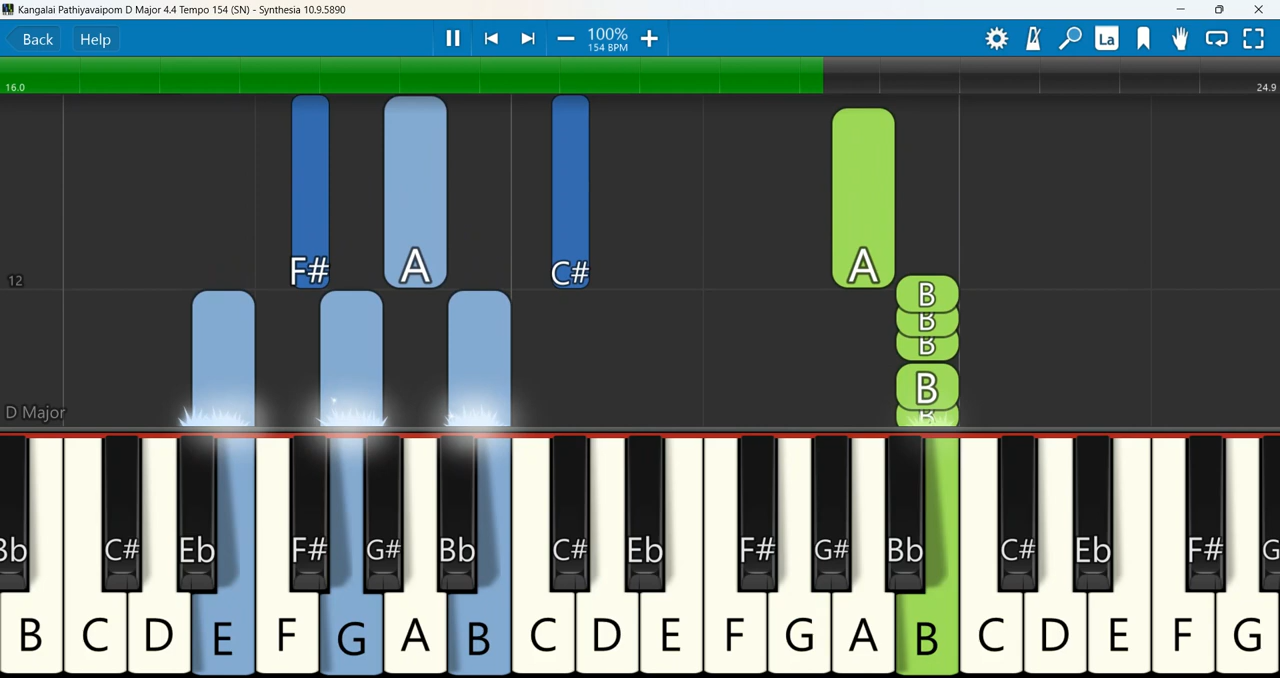 Kangalai Pathiyavaipom D Major 4.4 Tempo 154 (SN) - Synthesia 10.9.5890
Back Help 100% La
154 BPM
16.0 24.9
F# A C# A
12 B
B
B
B
D Major B
Bb C# Eb F# G# Bb C# Eb F# G# Bb C# Eb F# G
B C D E F G A B C D E F G A B C D E F G